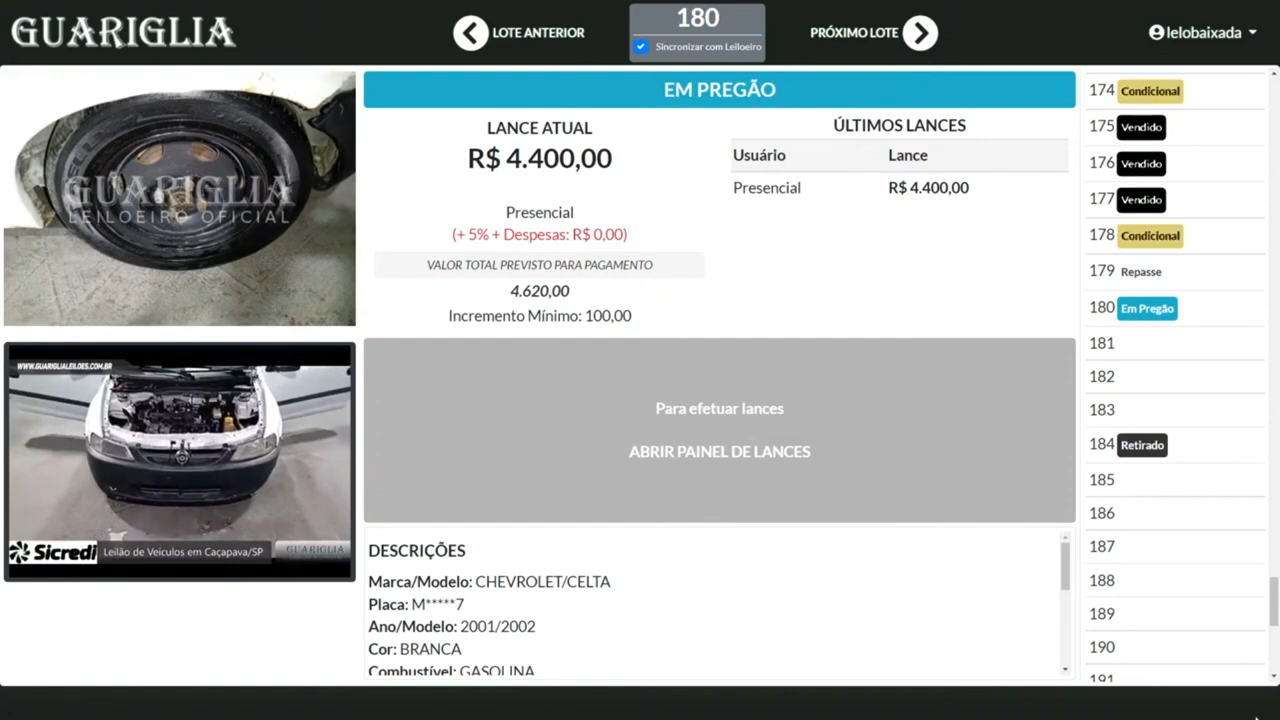 GUARIGLIA
LOTE ANTERIOR
180
Sincronizar com Leiloeiro
PRÓXIMO LOTE
lelobaixada
GUARIGLIA
LEILOEIRO OFICIAL
WWW.GUARIGLIALEILOES.COM.BR
Sicredi
Leilão de Veículos em Caçapava/SP
GUARIGLIA
EM PREGÃO
LANCE ATUAL
R$ 4.400,00
Presencial
(+ 5% + Despesas: R$ 0,00)
VALOR TOTAL PREVISTO PARA PAGAMENTO
4.620,00
Incremento Mínimo: 100,00
ÚLTIMOS LANCES
Usuário Lance
Presencial R$ 4.400,00
Para efetuar lances
ABRIR PAINEL DE LANCES
DESCRIÇÕES
Marca/Modelo: CHEVROLET/CELTA
Placa: M*****7
Ano/Modelo: 2001/2002
Cor: BRANCA
Combustível: GASOLINA
174 Condicional
175 Vendido
176 Vendido
177 Vendido
178 Condicional
179 Repasse
180 Em Pregão
181
182
183
184 Retirado
185
186
187
188
189
190
191